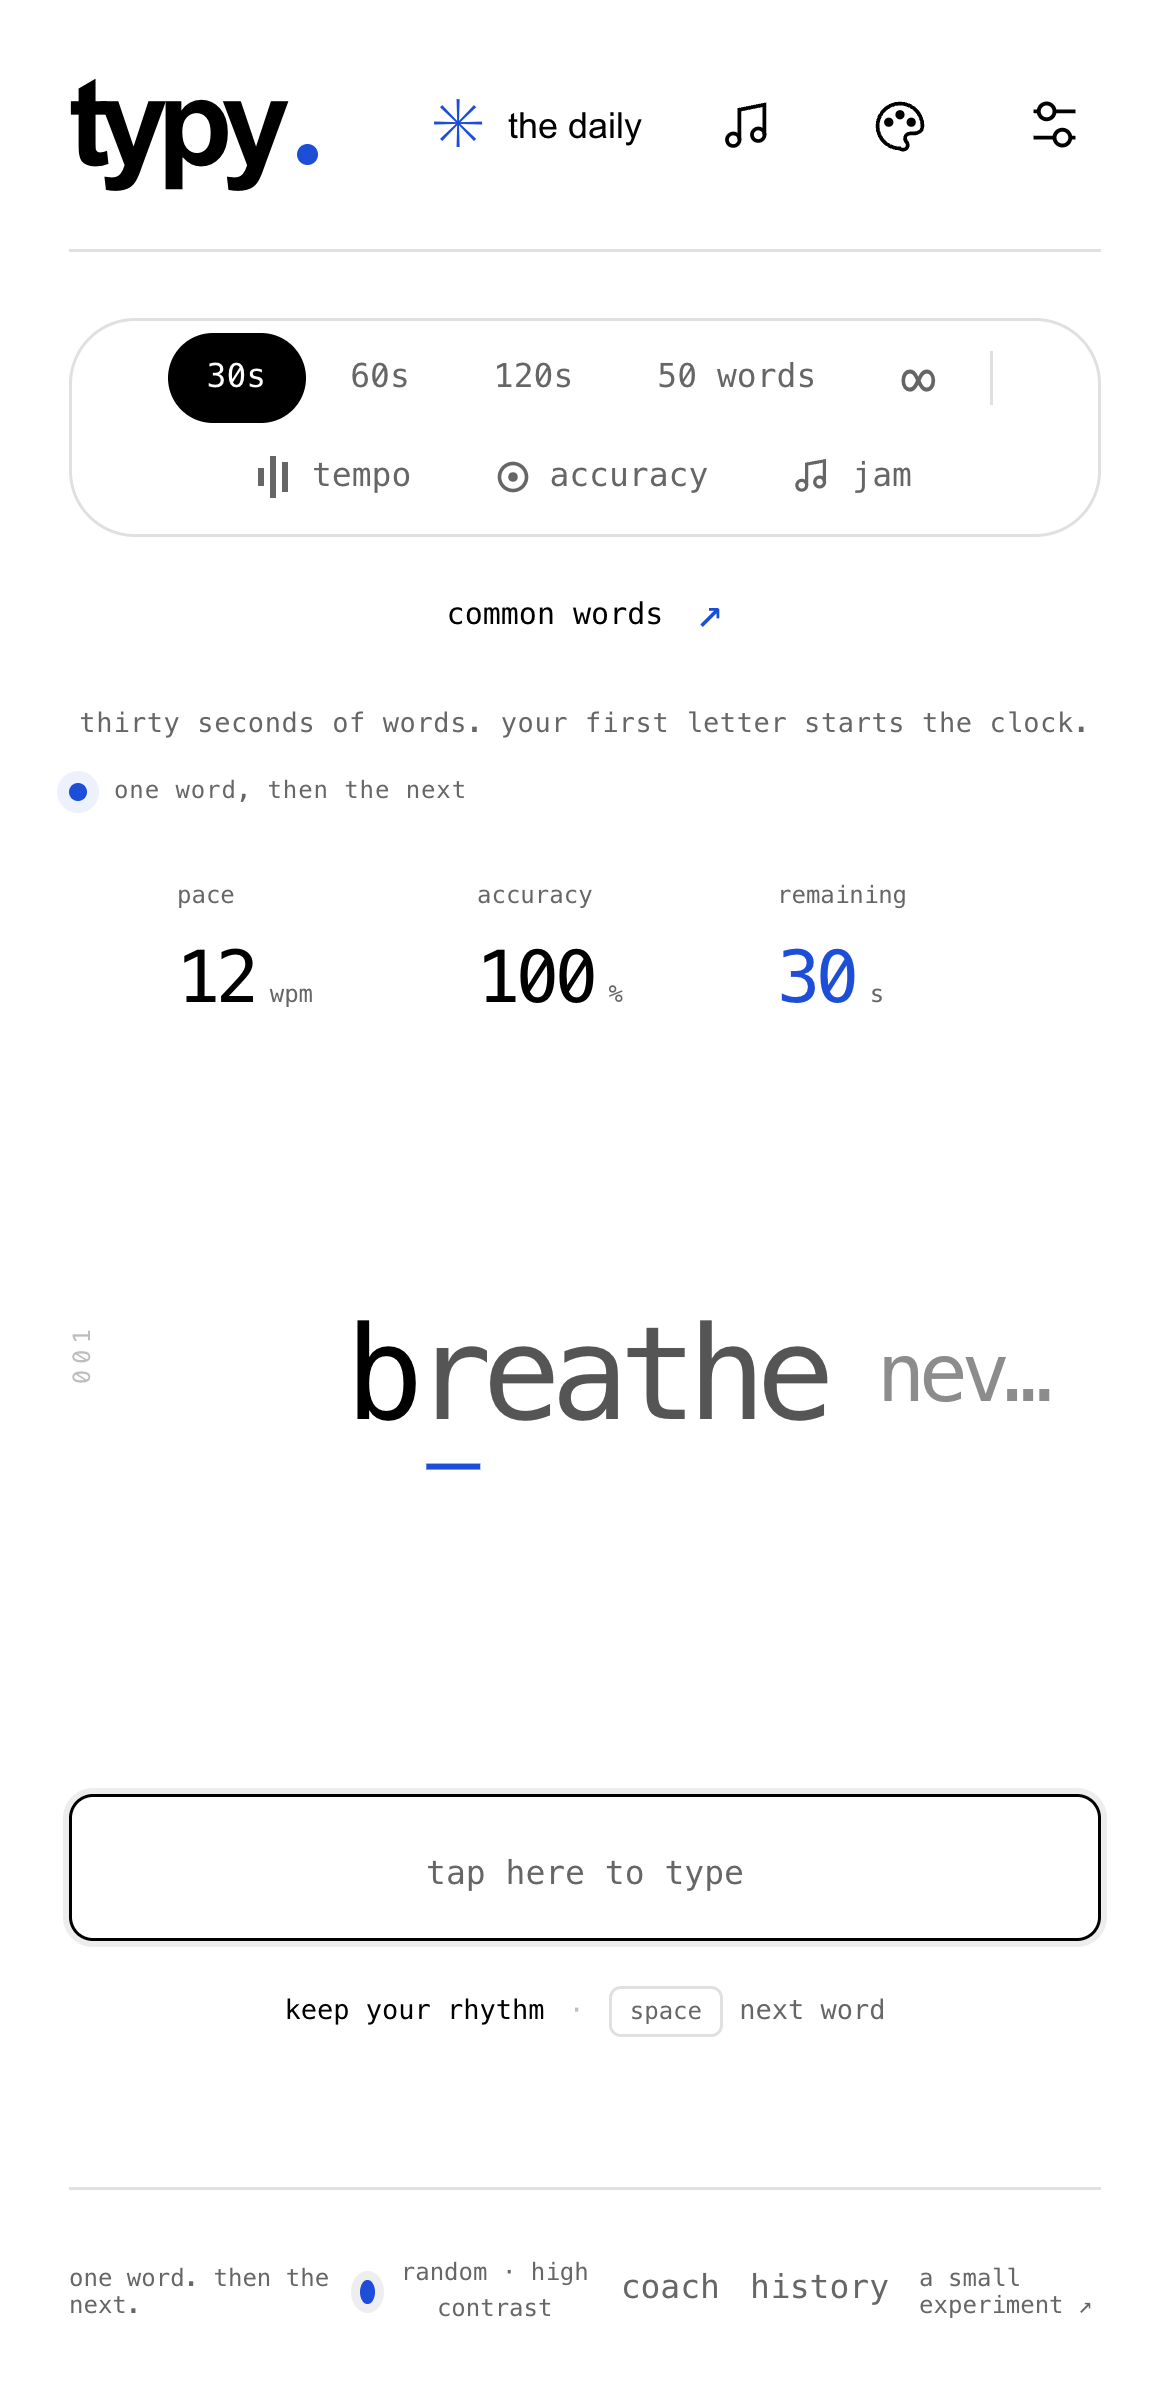 typy.
the daily
30s 60s 120s 50 words ∞
tempo accuracy jam
common words ↗
thirty seconds of words. your first letter starts the clock.
one word, then the next
pace accuracy remaining
12 wpm 100 % 30 s
001
breathe nev…
tap here to type
keep your rhythm · space next word
one word. then the
next.
random · high
contrast
coach history
a small
experiment ↗